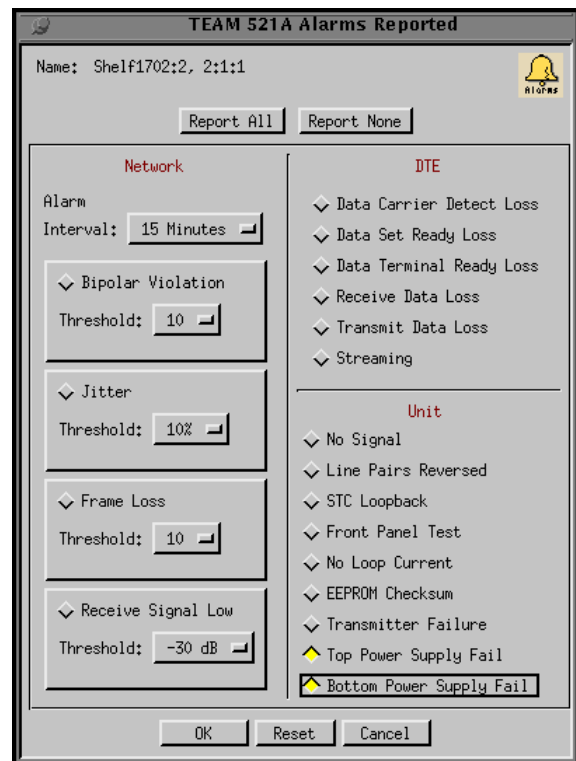 TEAM 521A Alarms Reported
Name: Shelf1702:2, 2:1:1
Alarms
Report All
Report None
Network
Alarm
Interval: 15 Minutes
Bipolar Violation
Threshold: 10
Jitter
Threshold: 10%
Frame Loss
Threshold: 10
Receive Signal Low
Threshold: -30 dB
DTE
Data Carrier Detect Loss
Data Set Ready Loss
Data Terminal Ready Loss
Receive Data Loss
Transmit Data Loss
Streaming
Unit
No Signal
Line Pairs Reversed
STC Loopback
Front Panel Test
No Loop Current
EEPROM Checksum
Transmitter Failure
Top Power Supply Fail
Bottom Power Supply Fail
OK
Reset
Cancel